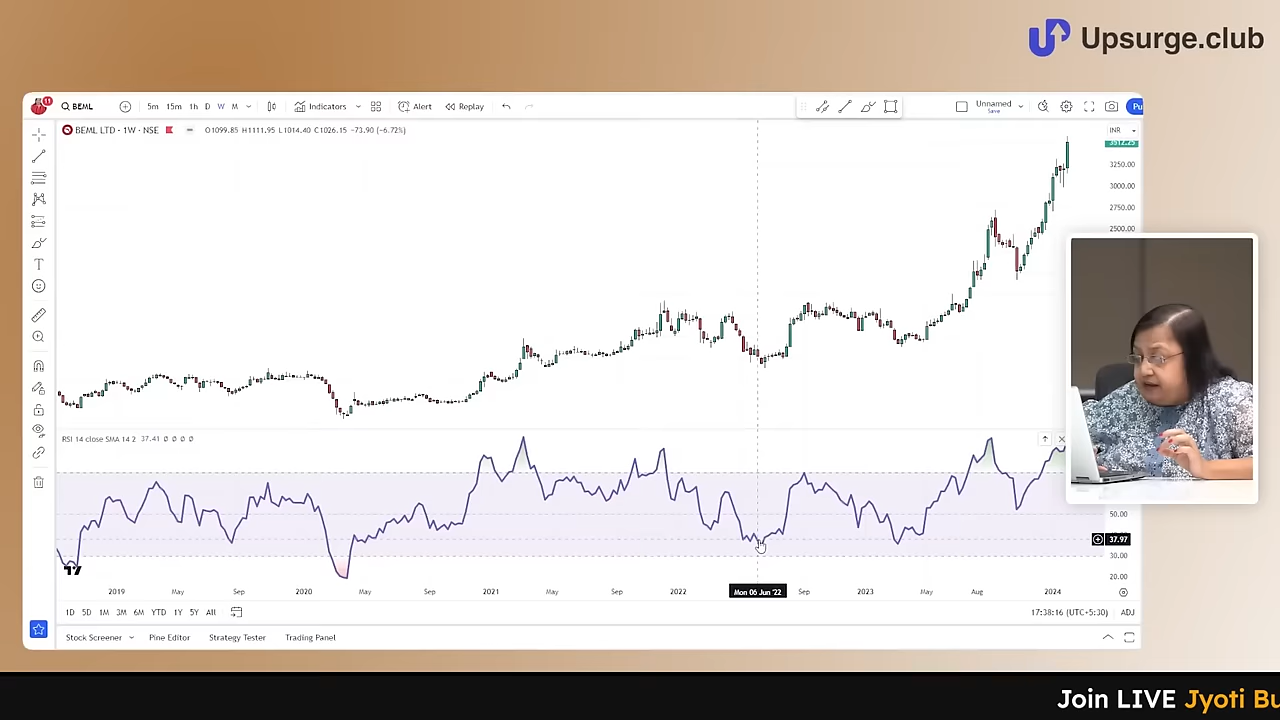 Upsurge.club
11
BEML
5m 15m 1h D W M
Indicators
Alert
Replay
Unnamed
Save
Pu
BEML LTD · 1W · NSE
O1099.85 H1111.95 L1014.40 C1026.15 -73.90 (-6.72%)
INR
3512.25
3250.00
3000.00
2750.00
2500.00
RSI 14 close SMA 14 2 37.41 Ø Ø Ø Ø
50.00
37.97
30.00
20.00
2019 May Sep 2020 May Sep 2021 May Sep 2022 Mon 06 Jun '22 Sep 2023 May Aug 2024
1D 5D 1M 3M 6M YTD 1Y 5Y All
17:38:16 (UTC+5:30) ADJ
Stock Screener Pine Editor Strategy Tester Trading Panel
Join LIVE Jyoti Bu